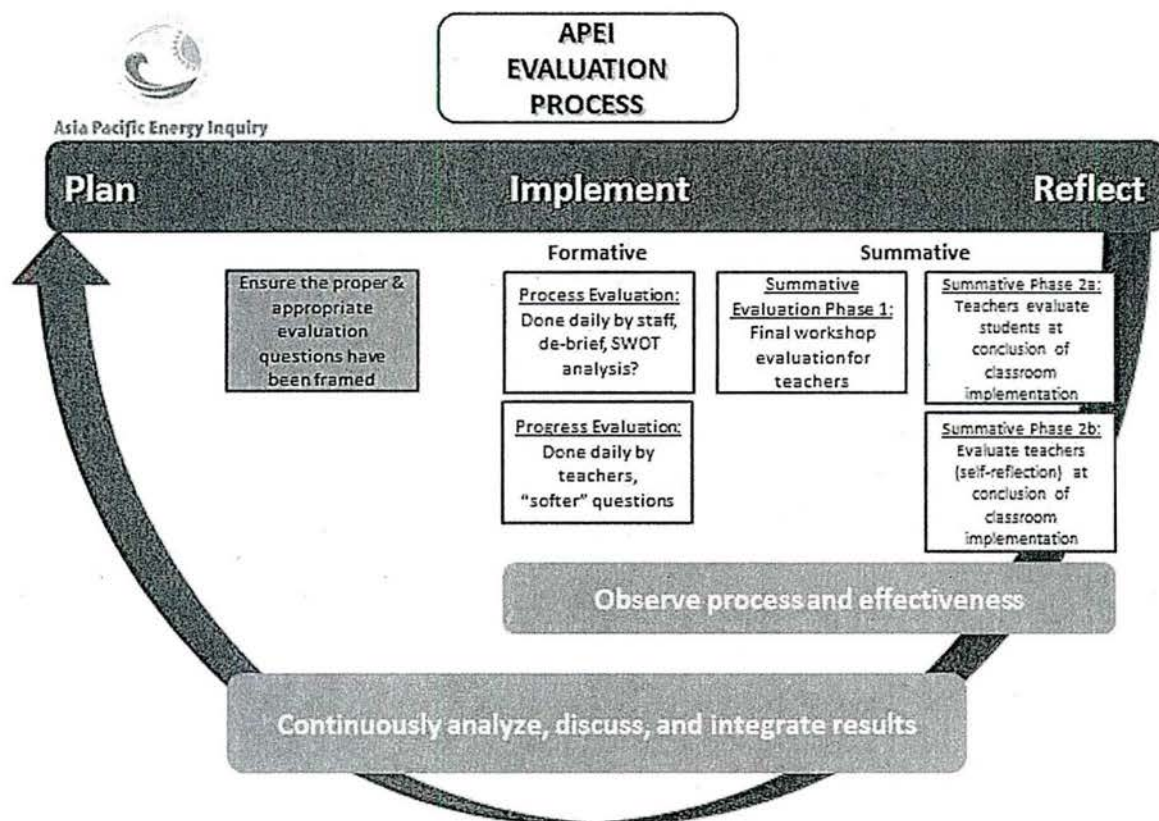 APEI
EVALUATION
PROCESS
Asia Pacific Energy Inquiry
Plan
Implement
Reflect
Formative
Summative
Ensure the proper &
appropriate
evaluation
questions have
been framed
Process Evaluation:
Done daily by staff,
de-brief, SWOT
analysis?
Progress Evaluation:
Done daily by
teachers,
"softer" questions
Summative
Evaluation Phase 1:
Final workshop
evaluation for
teachers
Summative Phase 2a:
Teachers evaluate
students at
conclusion of
classroom
implementation
Summative Phase 2b:
Evaluate teachers
(self-reflection) at
conclusion of
classroom
implementation
Observe process and effectiveness
Continuously analyze, discuss, and integrate results